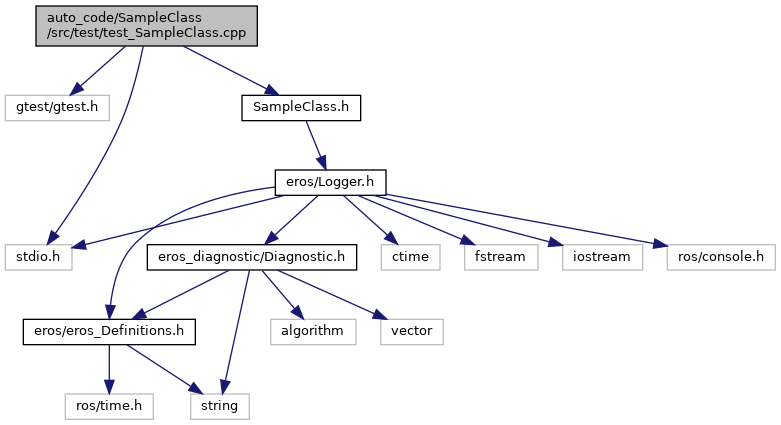 auto_code/SampleClass
/src/test/test_SampleClass.cpp
gtest/gtest.h
SampleClass.h
eros/Logger.h
stdio.h
eros_diagnostic/Diagnostic.h
ctime
fstream
iostream
ros/console.h
eros/eros_Definitions.h
algorithm
vector
ros/time.h
string